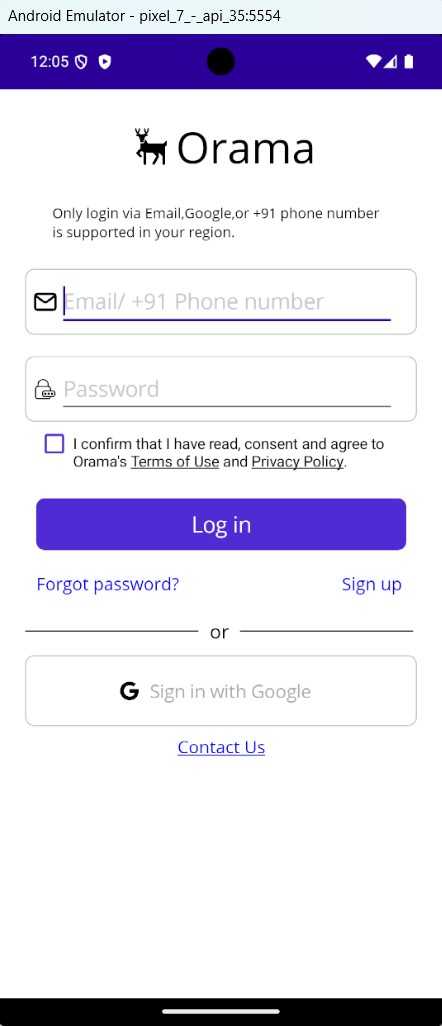 Android Emulator - pixel_7_-_api_35:5554
12:05
Orama
Only login via Email,Google,or +91 phone number
is supported in your region.
Email/ +91 Phone number
Password
I confirm that I have read, consent and agree to
Orama's Terms of Use and Privacy Policy.
Log in
Forgot password? Sign up
or
G Sign in with Google
Contact Us